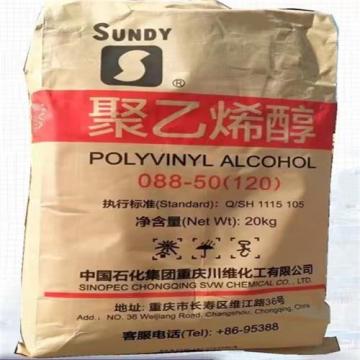 SUNDY
S
®
聚乙烯醇
POLYVINYL ALCOHOL
088-50(120)
执行标准(Standard): Q/SH 1115 105
净含量(Net Wt): 20kg
中国石化集团重庆川维化工有限公司
SINOPEC CHONGQING SVW CHEMICAL CO., LTD.
地址: 重庆市长寿区维江路36号
Add.: NO. 36 Weijiang Road, Changshou, Chongqing, China
客服电话(Tel): +86-95388